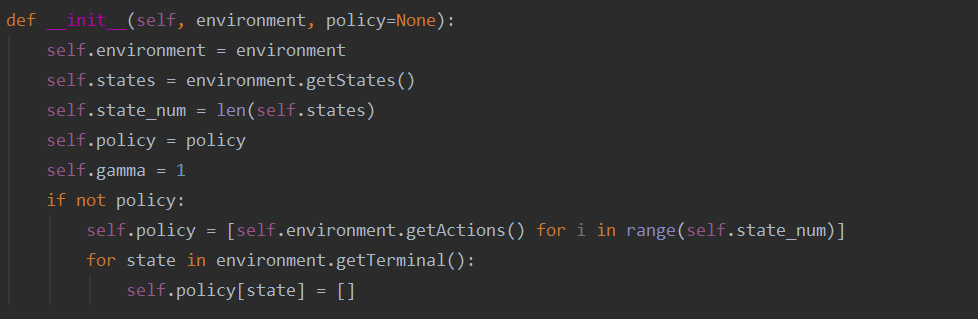 def __init__(self, environment, policy=None):
    self.environment = environment
    self.states = environment.getStates()
    self.state_num = len(self.states)
    self.policy = policy
    self.gamma = 1
    if not policy:
        self.policy = [self.environment.getActions() for i in range(self.state_num)]
        for state in environment.getTerminal():
            self.policy[state] = []